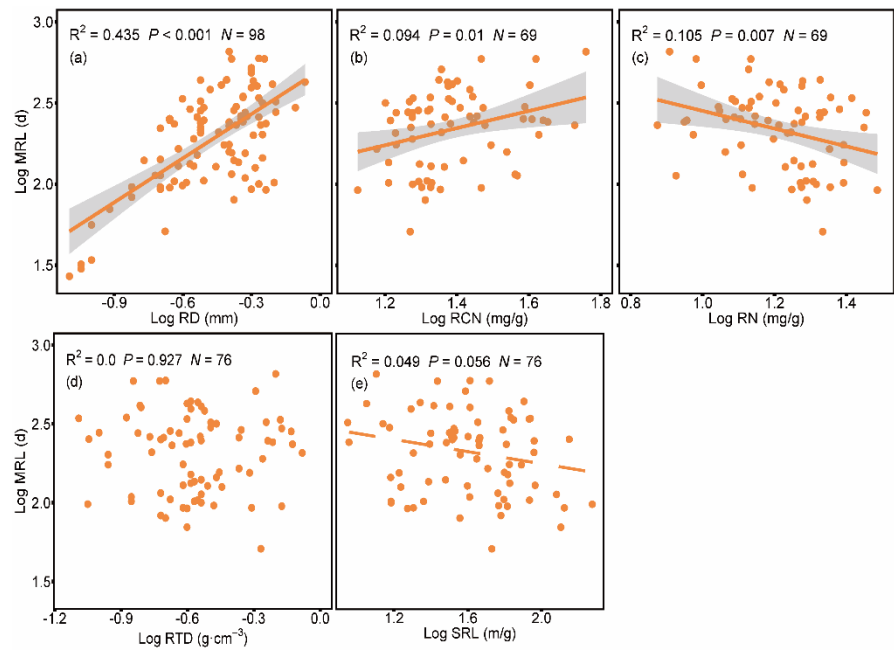 R² = 0.435 P < 0.001 N = 98
(a)
R² = 0.094 P = 0.01 N = 69
(b)
R² = 0.105 P = 0.007 N = 69
(c)
Log MRL (d)
3.0
2.5
2.0
1.5
-0.9 -0.6 -0.3 0.0
Log RD (mm)
1.2 1.4 1.6 1.8
Log RCN (mg/g)
0.8 1.0 1.2 1.4
Log RN (mg/g)
R² = 0.0 P = 0.927 N = 76
(d)
R² = 0.049 P = 0.056 N = 76
(e)
Log MRL (d)
3.0
2.5
2.0
1.5
-1.2 -0.9 -0.6 -0.3 0.0
Log RTD (g·cm⁻³)
1.2 1.6 2.0
Log SRL (m/g)